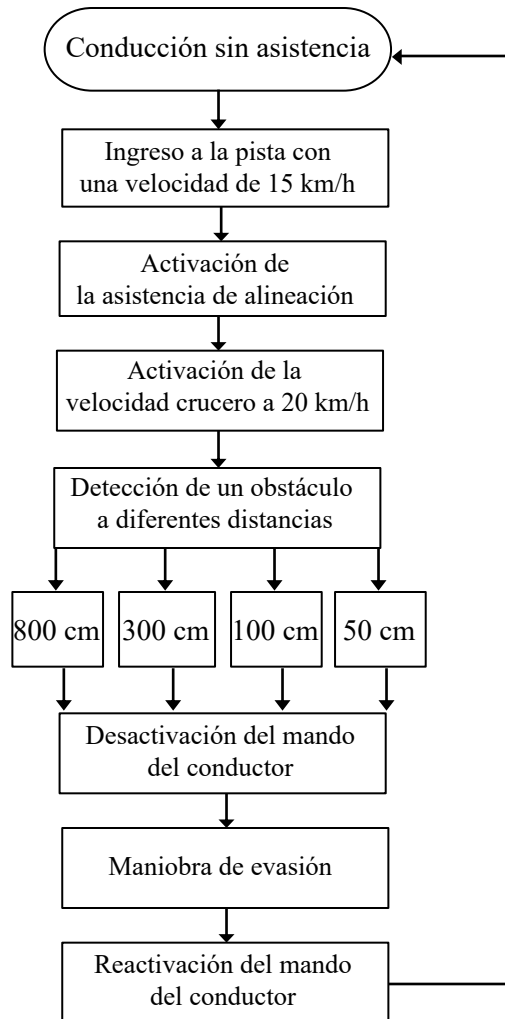 Conducción sin asistencia
Ingreso a la pista con
una velocidad de 15 km/h
Activación de
la asistencia de alineación
Activación de la
velocidad crucero a 20 km/h
Detección de un obstáculo
a diferentes distancias
800 cm
300 cm
100 cm
50 cm
Desactivación del mando
del conductor
Maniobra de evasión
Reactivación del mando
del conductor